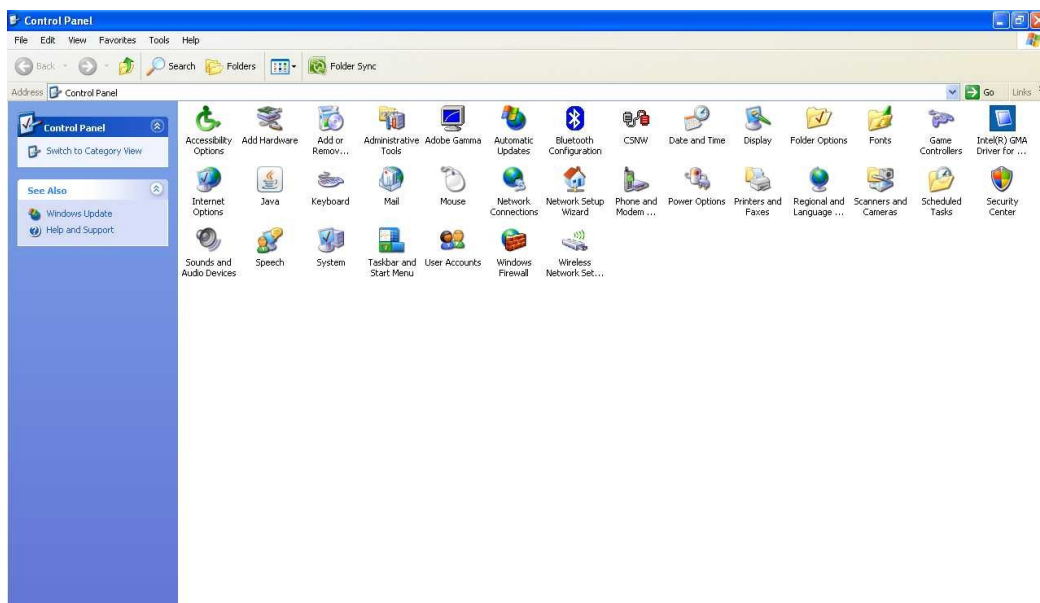 Control Panel
File Edit View Favorites Tools Help
Back Search Folders Folder Sync
Address Control Panel Go Links
Control Panel
Switch to Category View
See Also
Windows Update
Help and Support
Accessibility Options
Add Hardware
Add or Remov...
Administrative Tools
Adobe Gamma
Automatic Updates
Bluetooth Configuration
CSNW
Date and Time
Display
Folder Options
Fonts
Game Controllers
Intel(R) GMA Driver for ...
Internet Options
Java
Keyboard
Mail
Mouse
Network Connections
Network Setup Wizard
Phone and Modem ...
Power Options
Printers and Faxes
Regional and Language ...
Scanners and Cameras
Scheduled Tasks
Security Center
Sounds and Audio Devices
Speech
System
Taskbar and Start Menu
User Accounts
Windows Firewall
Wireless Network Set...